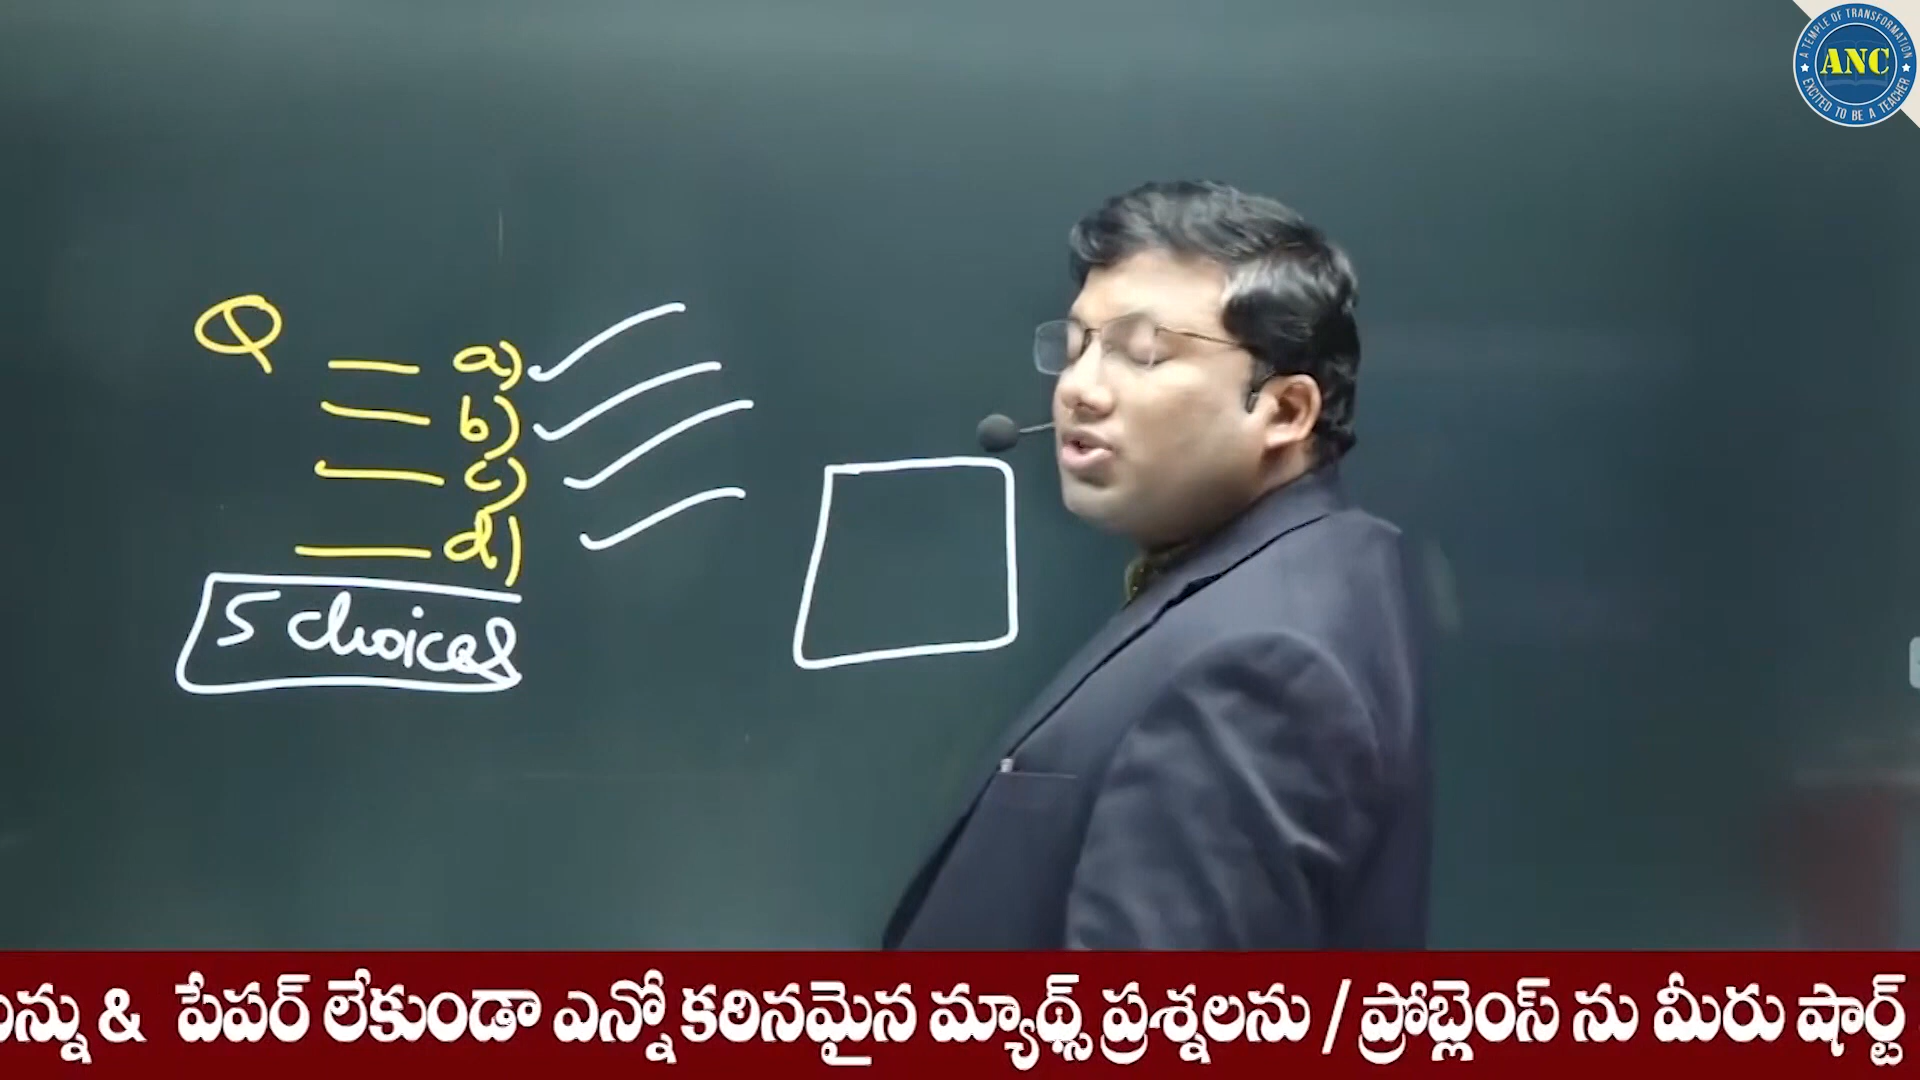 A TEMPLE OF TRANSFORMATION
ANC
EXCITED TO BE A TEACHER
Q
a)
b)
c)
d)
5 choices
& పేపర్ లేకుండా ఎన్నో కఠినమైన మ్యాథ్స్ ప్రశ్నలను / ప్రోబ్లెంస్ ను మీరు షార్ట్